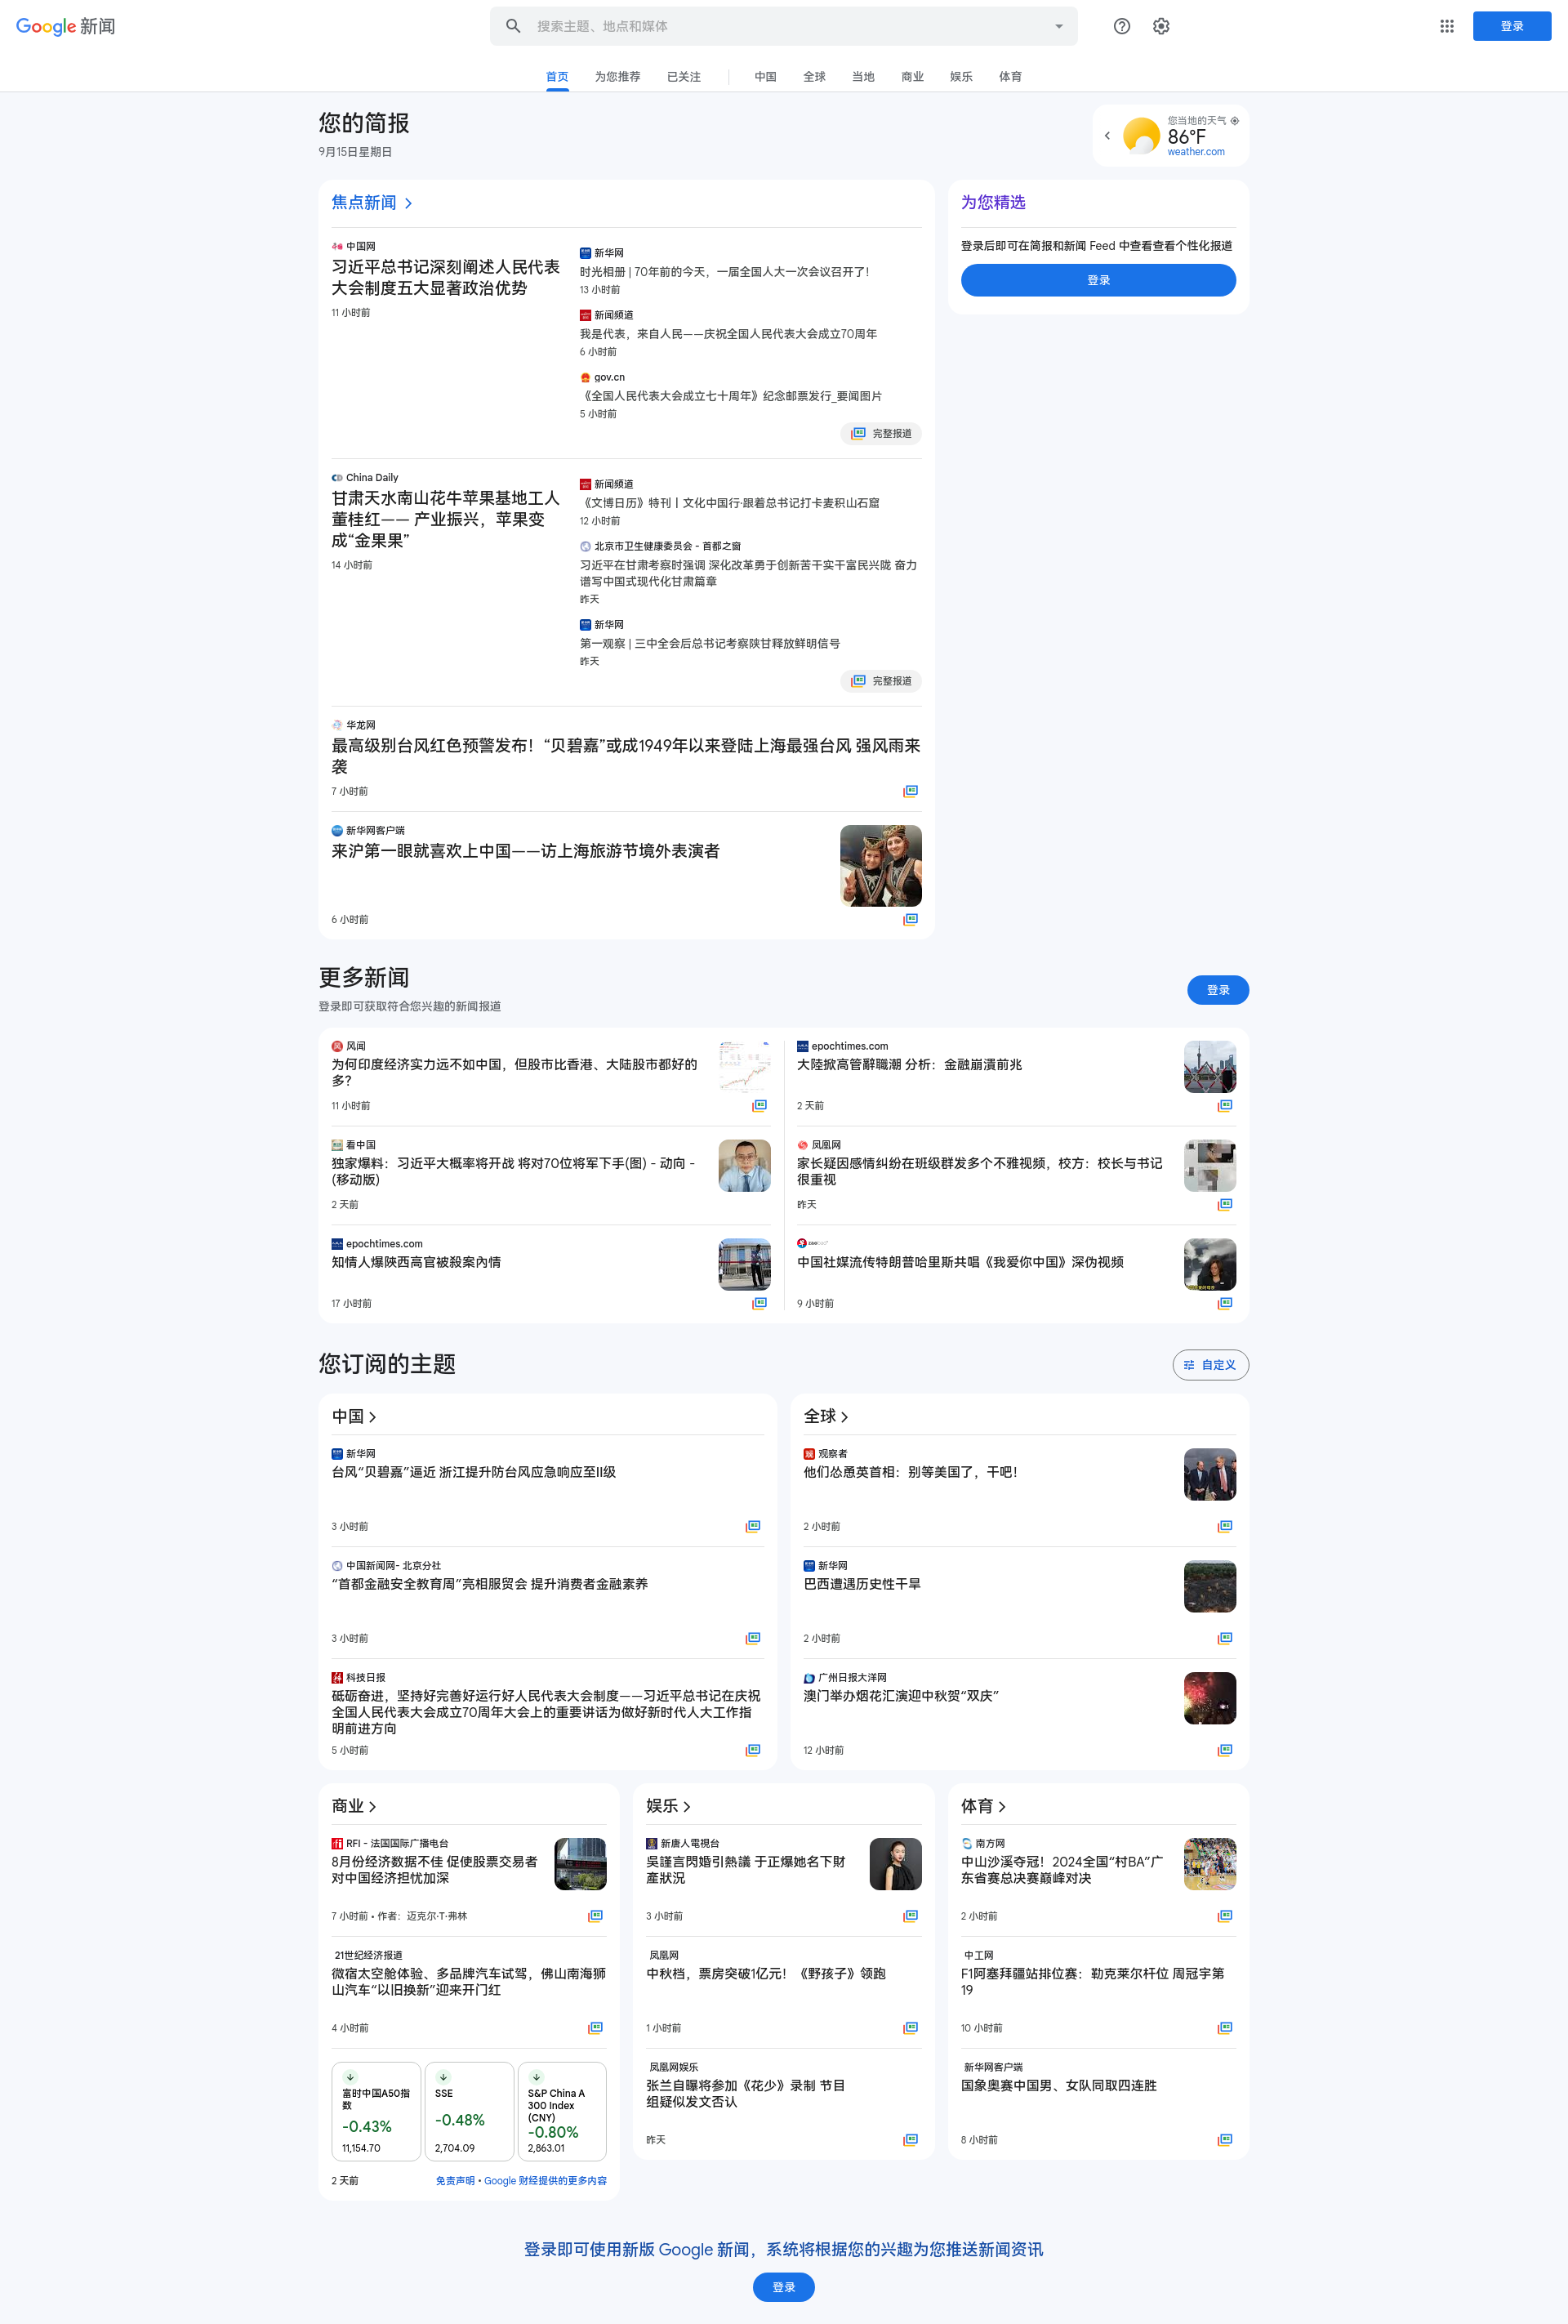 Google 新闻
搜索主题、地点和媒体
登录
首页
为您推荐
已关注
中国
全球
当地
商业
娱乐
体育
您的简报
9月15日星期日
您当地的天气
86°F
weather.com
焦点新闻
中国网
习近平总书记深刻阐述人民代表
大会制度五大显著政治优势
11 小时前
新华网
时光相册 | 70年前的今天，一届全国人大一次会议召开了！
13 小时前
新闻频道
我是代表，来自人民——庆祝全国人民代表大会成立70周年
6 小时前
gov.cn
《全国人民代表大会成立七十周年》纪念邮票发行_要闻图片
5 小时前
完整报道
为您精选
登录后即可在简报和新闻 Feed 中查看查看个性化报道
登录
China Daily
甘肃天水南山花牛苹果基地工人
董桂红—— 产业振兴，苹果变
成“金果果”
14 小时前
新闻频道
《文博日历》特刊丨文化中国行·跟着总书记打卡麦积山石窟
12 小时前
北京市卫生健康委员会 - 首都之窗
习近平在甘肃考察时强调 深化改革勇于创新苦干实干富民兴陇 奋力
谱写中国式现代化甘肃篇章
昨天
新华网
第一观察 | 三中全会后总书记考察陕甘释放鲜明信号
昨天
完整报道
华龙网
最高级别台风红色预警发布！“贝碧嘉”或成1949年以来登陆上海最强台风 强风雨来
袭
7 小时前
新华网客户端
来沪第一眼就喜欢上中国——访上海旅游节境外表演者
6 小时前
更多新闻
登录即可获取符合您兴趣的新闻报道
登录
风闻
为何印度经济实力远不如中国，但股市比香港、大陆股市都好的
多？
11 小时前
epochtimes.com
大陸掀高管辭職潮 分析：金融崩潰前兆
2 天前
看中国
独家爆料：习近平大概率将开战 将对70位将军下手(图) - 动向 -
(移动版)
2 天前
凤凰网
家长疑因感情纠纷在班级群发多个不雅视频，校方：校长与书记
很重视
昨天
epochtimes.com
知情人爆陝西高官被殺案內情
17 小时前
中国社媒流传特朗普哈里斯共唱《我爱你中国》深伪视频
9 小时前
您订阅的主题
自定义
中国
新华网
台风“贝碧嘉”逼近 浙江提升防台风应急响应至II级
3 小时前
中国新闻网- 北京分社
“首都金融安全教育周”亮相服贸会 提升消费者金融素养
3 小时前
科技日报
砥砺奋进，坚持好完善好运行好人民代表大会制度——习近平总书记在庆祝
全国人民代表大会成立70周年大会上的重要讲话为做好新时代人大工作指
明前进方向
5 小时前
全球
观察者
他们怂恿英首相：别等美国了，干吧！
2 小时前
新华网
巴西遭遇历史性干旱
2 小时前
广州日报大洋网
澳门举办烟花汇演迎中秋贺“双庆”
12 小时前
商业
RFI - 法国国际广播电台
8月份经济数据不佳 促使股票交易者
对中国经济担忧加深
7 小时前 • 作者：迈克尔·T·弗林
21世纪经济报道
微宿太空舱体验、多品牌汽车试驾，佛山南海狮
山汽车“以旧换新”迎来开门红
4 小时前
富时中国A50指
数
-0.43%
11,154.70
SSE
-0.48%
2,704.09
S&P China A
300 Index
(CNY)
-0.80%
2,863.01
2 天前
免责声明 • Google 财经提供的更多内容
娱乐
新唐人電視台
吳謹言閃婚引熱議 于正爆她名下財
產狀況
3 小时前
凤凰网
中秋档，票房突破1亿元！《野孩子》领跑
1 小时前
凤凰网娱乐
张兰自曝将参加《花少》录制 节目
组疑似发文否认
昨天
体育
南方网
中山沙溪夺冠！2024全国“村BA”广
东省赛总决赛巅峰对决
2 小时前
中工网
F1阿塞拜疆站排位赛：勒克莱尔杆位 周冠宇第
19
10 小时前
新华网客户端
国象奥赛中国男、女队同取四连胜
8 小时前
登录即可使用新版 Google 新闻，系统将根据您的兴趣为您推送新闻资讯
登录